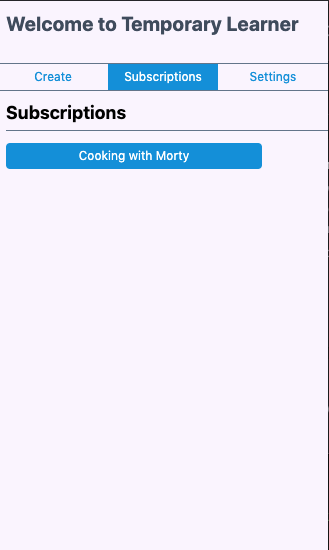 Welcome to Temporary Learner
Create Subscriptions Settings
Subscriptions
Cooking with Morty